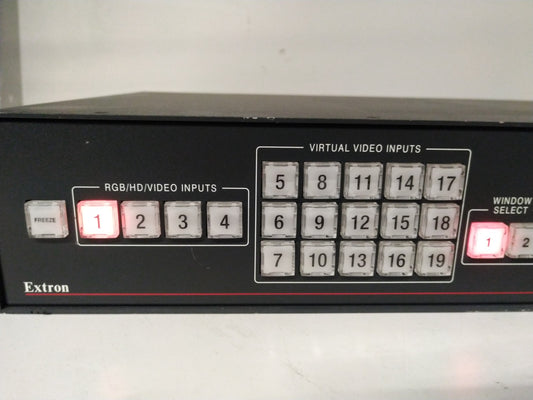 VIRTUAL VIDEO INPUTS
RGB/HD/VIDEO INPUTS
5 8 11 14 17
WINDOW
SELECT
FREEZE
1 2 3 4
6 9 12 15 18
1 2
7 10 13 16 19
Extron